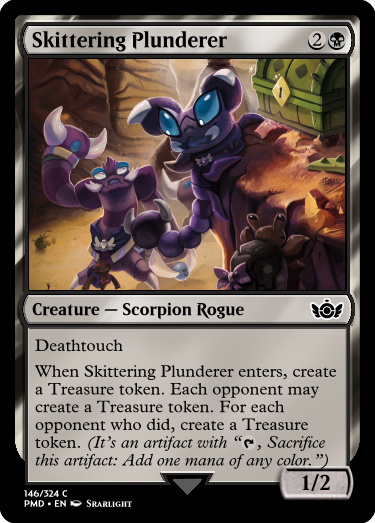 Skittering Plunderer 2
1
Creature — Scorpion Rogue
Deathtouch
When Skittering Plunderer enters, create
a Treasure token. Each opponent may
create a Treasure token. For each
opponent who did, create a Treasure
token. (It's an artifact with “, Sacrifice
this artifact: Add one mana of any color.”)
1/2
146/324 C
PMD • EN SRARLIGHT